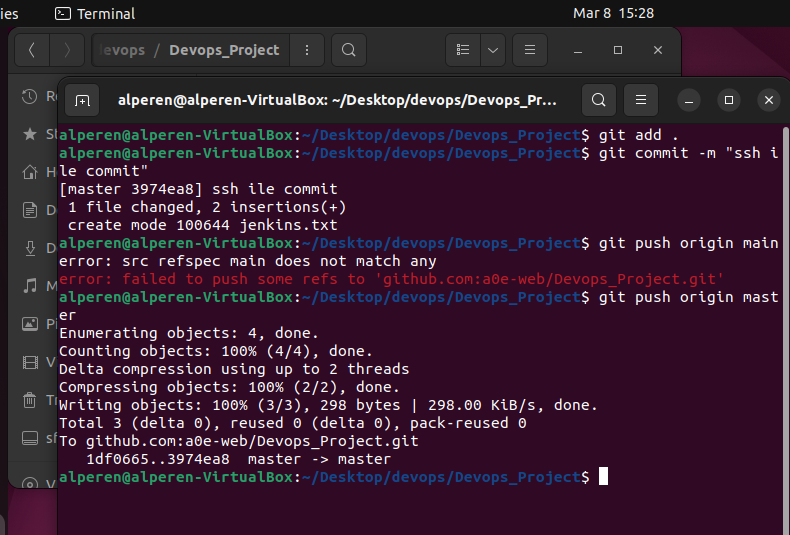 ies Terminal Mar 8 15:28
evops / Devops_Project
alperen@alperen-VirtualBox: ~/Desktop/devops/Devops_Pr...
alperen@alperen-VirtualBox:~/Desktop/devops/Devops_Project$ git add .
alperen@alperen-VirtualBox:~/Desktop/devops/Devops_Project$ git commit -m "ssh i
le commit"
[master 3974ea8] ssh ile commit
1 file changed, 2 insertions(+)
create mode 100644 jenkins.txt
alperen@alperen-VirtualBox:~/Desktop/devops/Devops_Project$ git push origin main
error: src refspec main does not match any
error: failed to push some refs to 'github.com:a0e-web/Devops_Project.git'
alperen@alperen-VirtualBox:~/Desktop/devops/Devops_Project$ git push origin mast
er
Enumerating objects: 4, done.
Counting objects: 100% (4/4), done.
Delta compression using up to 2 threads
Compressing objects: 100% (2/2), done.
Writing objects: 100% (3/3), 298 bytes | 298.00 KiB/s, done.
Total 3 (delta 0), reused 0 (delta 0), pack-reused 0
To github.com:a0e-web/Devops_Project.git
1df0665..3974ea8 master -> master
alperen@alperen-VirtualBox:~/Desktop/devops/Devops_Project$